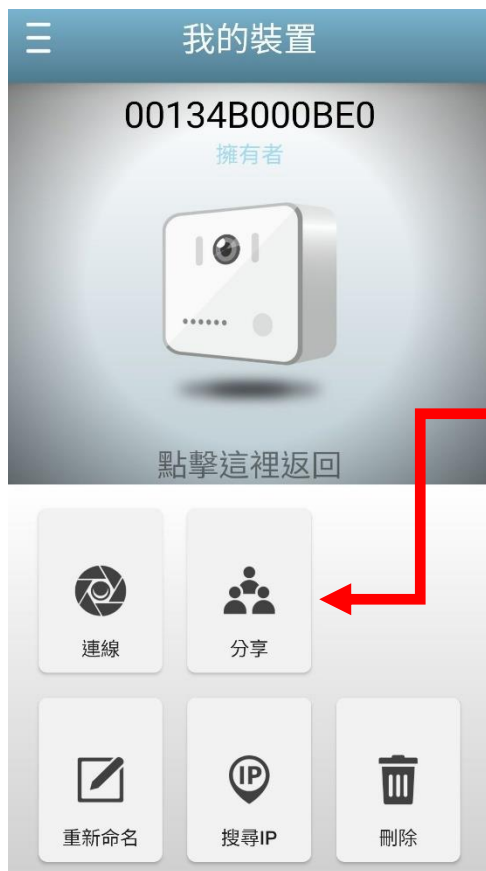 我的裝置
00134B000BE0
擁有者
點擊這裡返回
連線
分享
IP
重新命名
搜尋IP
刪除